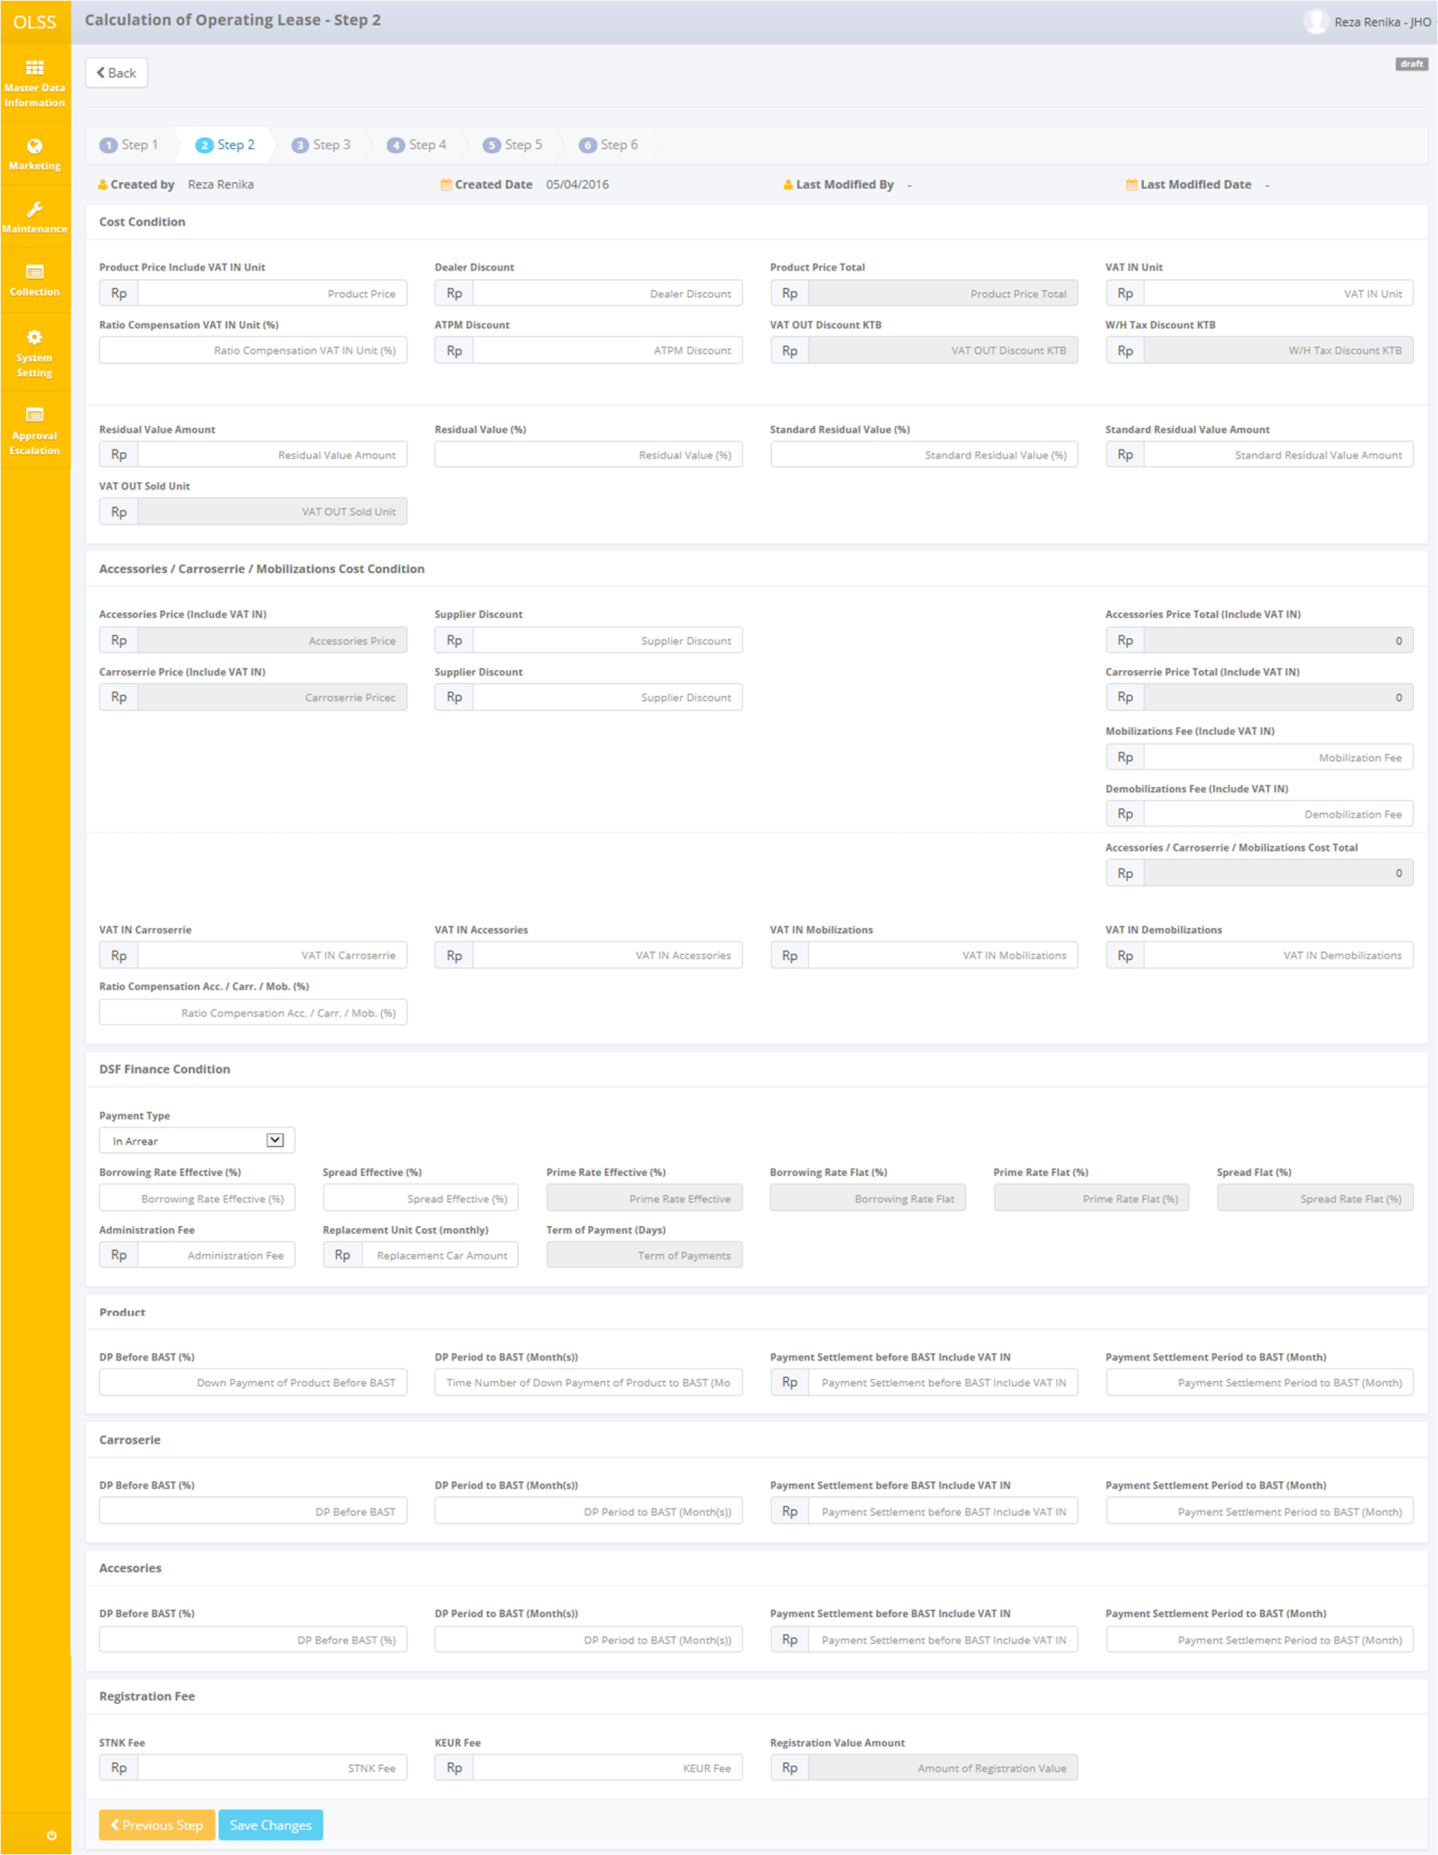 OLSS
Calculation of Operating Lease - Step 2
Reza Renika - JHO
Master Data
Information
Marketing
Maintenance
Collection
System
Setting
Approval
Escalation
Back
draft
1 Step 1
2 Step 2
3 Step 3
4 Step 4
5 Step 5
6 Step 6
Created by Reza Renika
Created Date 05/04/2016
Last Modified By -
Last Modified Date -
Cost Condition
Product Price Include VAT IN Unit
Dealer Discount
Product Price Total
VAT IN Unit
Rp Product Price
Rp Dealer Discount
Rp Product Price Total
Rp VAT IN Unit
Ratio Compensation VAT IN Unit (%)
ATPM Discount
VAT OUT Discount KTB
W/H Tax Discount KTB
Ratio Compensation VAT IN Unit (%)
Rp ATPM Discount
Rp VAT OUT Discount KTB
Rp W/H Tax Discount KTB
Residual Value Amount
Residual Value (%)
Standard Residual Value (%)
Standard Residual Value Amount
Rp Residual Value Amount
Residual Value (%)
Standard Residual Value (%)
Rp Standard Residual Value Amount
VAT OUT Sold Unit
Rp VAT OUT Sold Unit
Accessories / Carroserrie / Mobilizations Cost Condition
Accessories Price (Include VAT IN)
Supplier Discount
Accessories Price Total (Include VAT IN)
Rp Accessories Price
Rp Supplier Discount
Rp 0
Carroserrie Price (Include VAT IN)
Supplier Discount
Carroserrie Price Total (Include VAT IN)
Rp Carroserrie Pricec
Rp Supplier Discount
Rp 0
Mobilizations Fee (Include VAT IN)
Rp Mobilization Fee
Demobilizations Fee (Include VAT IN)
Rp Demobilization Fee
Accessories / Carroserrie / Mobilizations Cost Total
Rp 0
VAT IN Carroserrie
VAT IN Accessories
VAT IN Mobilizations
VAT IN Demobilizations
Rp VAT IN Carroserrie
Rp VAT IN Accessories
Rp VAT IN Mobilizations
Rp VAT IN Demobilizations
Ratio Compensation Acc. / Carr. / Mob. (%)
Ratio Compensation Acc. / Carr. / Mob. (%)
DSF Finance Condition
Payment Type
In Arrear
Borrowing Rate Effective (%)
Spread Effective (%)
Prime Rate Effective (%)
Borrowing Rate Flat (%)
Prime Rate Flat (%)
Spread Flat (%)
Borrowing Rate Effective (%)
Spread Effective (%)
Prime Rate Effective
Borrowing Rate Flat
Prime Rate Flat (%)
Spread Rate Flat (%)
Administration Fee
Replacement Unit Cost (monthly)
Term of Payment (Days)
Rp Administration Fee
Rp Replacement Car Amount
Term of Payments
Product
DP Before BAST (%)
DP Period to BAST (Month(s))
Payment Settlement before BAST Include VAT IN
Payment Settlement Period to BAST (Month)
Down Payment of Product Before BAST
Time Number of Down Payment of Product to BAST (Mo
Rp Payment Settlement before BAST Include VAT IN
Payment Settlement Period to BAST (Month)
Carroserie
DP Before BAST (%)
DP Period to BAST (Month(s))
Payment Settlement before BAST Include VAT IN
Payment Settlement Period to BAST (Month)
DP Before BAST
DP Period to BAST (Month(s))
Rp Payment Settlement before BAST Include VAT IN
Payment Settlement Period to BAST (Month)
Accesories
DP Before BAST (%)
DP Period to BAST (Month(s))
Payment Settlement before BAST Include VAT IN
Payment Settlement Period to BAST (Month)
DP Before BAST (%)
DP Period to BAST (Month(s))
Rp Payment Settlement before BAST Include VAT IN
Payment Settlement Period to BAST (Month)
Registration Fee
STNK Fee
KEUR Fee
Registration Value Amount
Rp STNK Fee
Rp KEUR Fee
Rp Amount of Registration Value
Previous Step
Save Changes